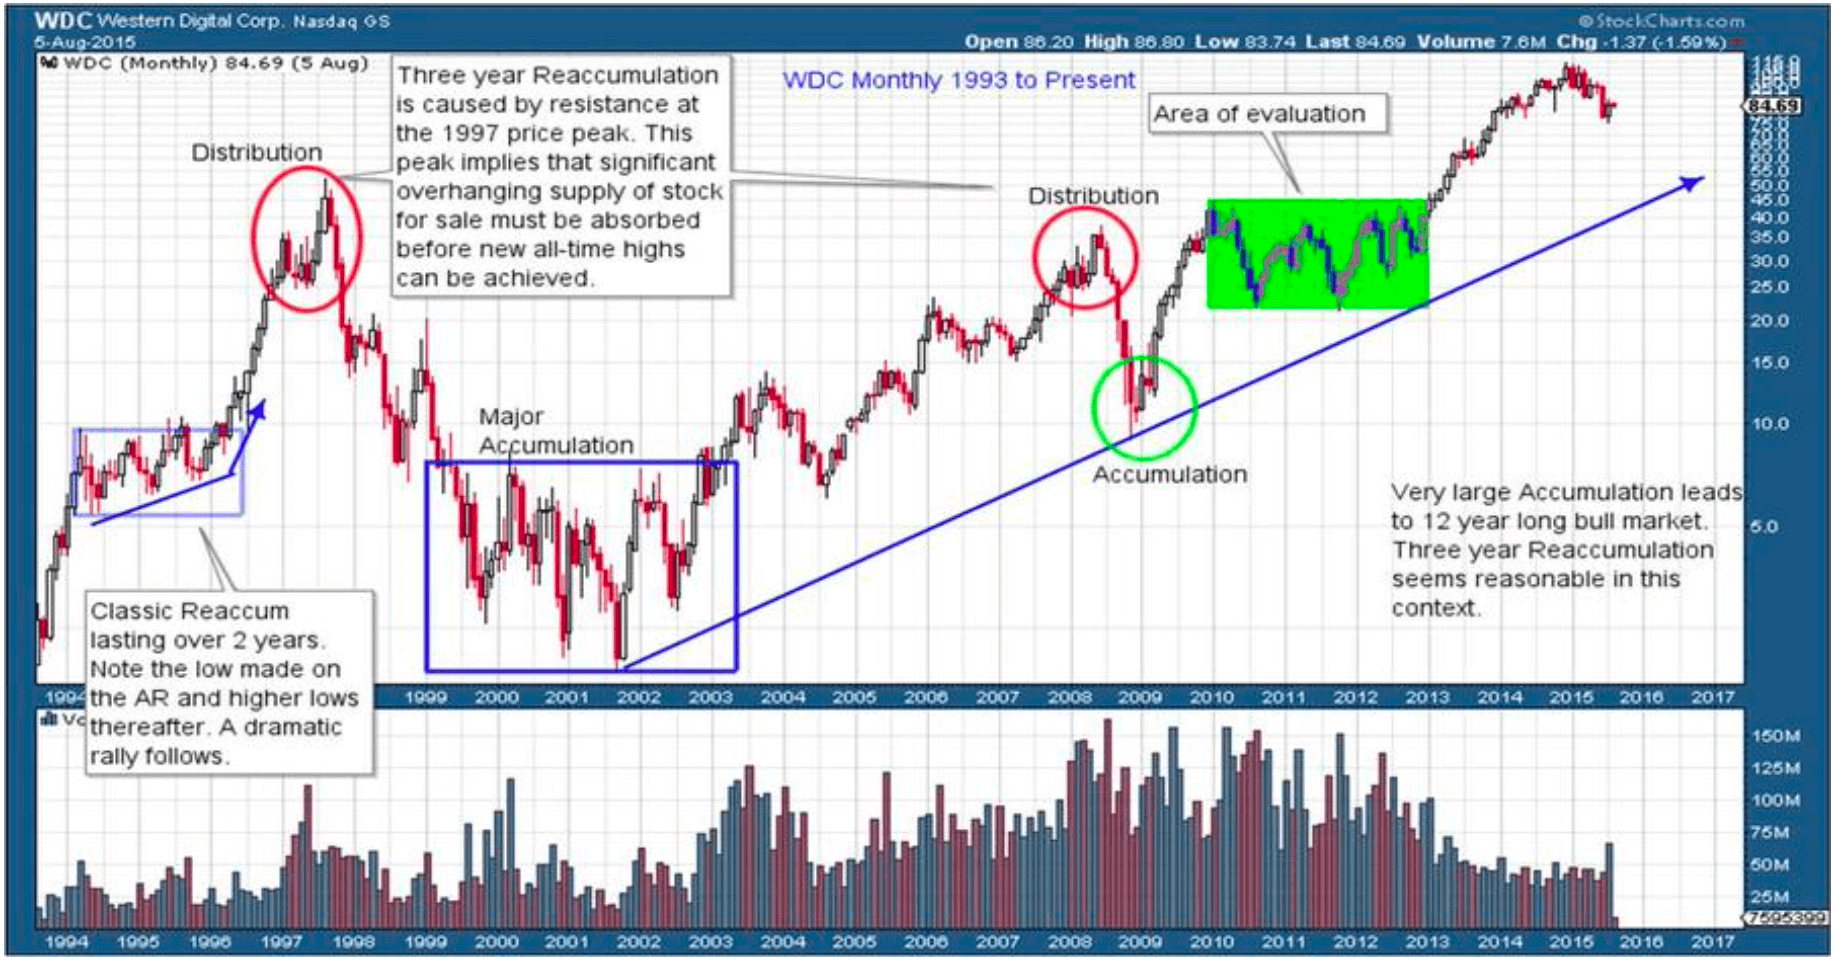 WDC Western Digital Corp. Nasdaq GS
© StockCharts.com
5-Aug-2015
Open 86.20 High 86.80 Low 83.74 Last 84.69 Volume 7.6M Chg -1.37 (-1.59%)
WDC (Monthly) 84.69 (5 Aug)
WDC Monthly 1993 to Present
Three year Reaccumulation
is caused by resistance at
the 1997 price peak. This
peak implies that significant
overhanging supply of stock
for sale must be absorbed
before new all-time highs
can be achieved.
Distribution
Area of evaluation
Distribution
Major
Accumulation
Accumulation
Very large Accumulation leads
to 12 year long bull market.
Three year Reaccumulation
seems reasonable in this
context.
Classic Reaccum
lasting over 2 years.
Note the low made on
the AR and higher lows
thereafter. A dramatic
rally follows.
84.69
75.0
70.0
65.0
60.0
55.0
50.0
45.0
40.0
35.0
30.0
25.0
20.0
15.0
10.0
5.0
1994 1999 2000 2001 2002 2003 2004 2005 2006 2007 2008 2009 2010 2011 2012 2013 2014 2015 2016 2017
150M
125M
100M
75M
50M
25M
7595399
1994 1995 1996 1997 1998 1999 2000 2001 2002 2003 2004 2005 2006 2007 2008 2009 2010 2011 2012 2013 2014 2015 2016 2017